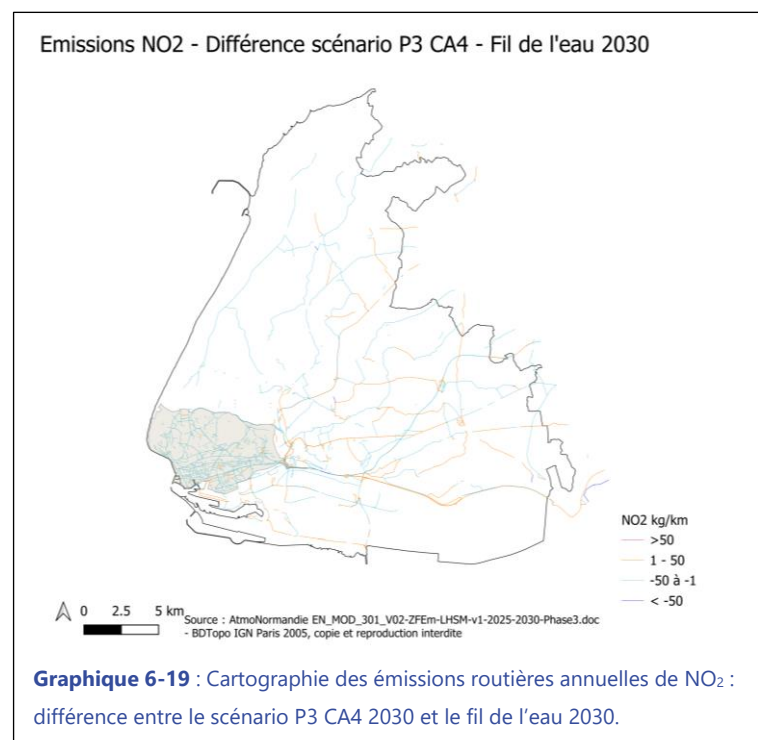 Emissions NO2 - Différence scénario P3 CA4 - Fil de l'eau 2030
NO2 kg/km
>50
1 - 50
-50 à -1
< -50
0 2.5 5 km
Source : AtmoNormandie EN_MOD_301_V02-ZFEm-LHSM-v1-2025-2030-Phase3.doc
- BDTopo IGN Paris 2005, copie et reproduction interdite
Graphique 6-19 : Cartographie des émissions routières annuelles de NO₂ :
différence entre le scénario P3 CA4 2030 et le fil de l’eau 2030.